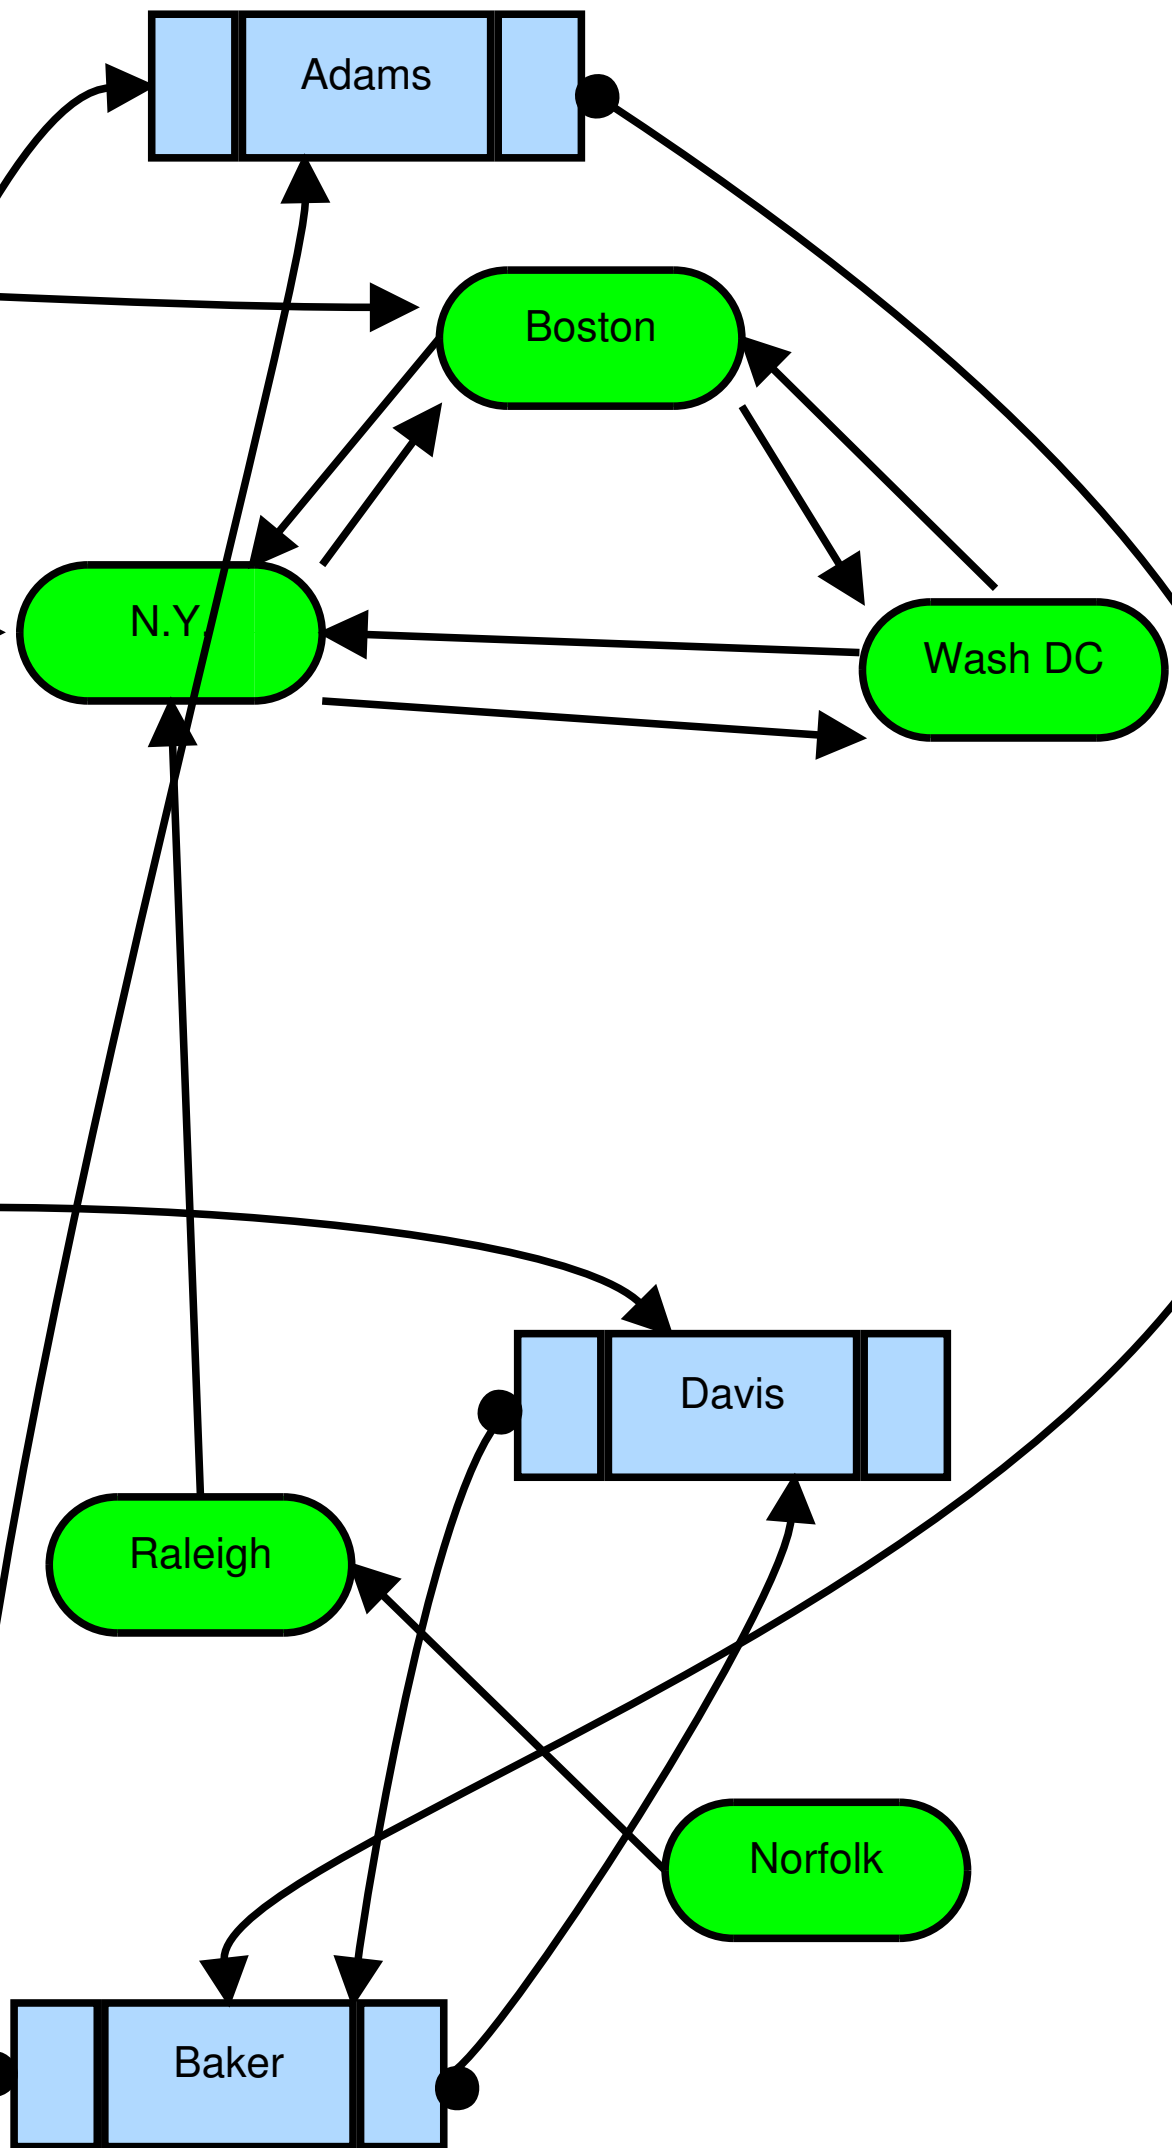 Adams
Boston
N.Y.
Wash DC
Davis
Raleigh
Norfolk
Baker